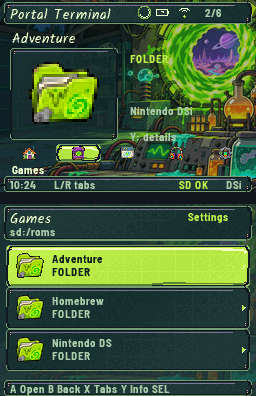 Portal Terminal 2/6
Adventure
FOLDER
Nintendo DSi
Y: details
Games
10:24 L/R tabs SD OK DSi
Games Settings
sd:/roms
Adventure
FOLDER
Homebrew
FOLDER
Nintendo DS
FOLDER
A Open B Back X Tabs Y Info SEL